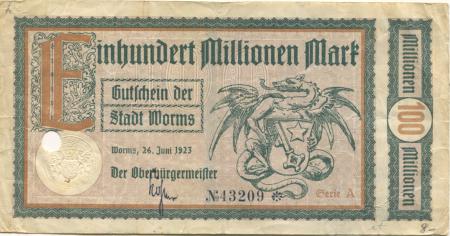 Einhundert Millionen Mark
Gutschein der
Stadt Worms
Worms, 26. Juni 1923
Der Oberbürgermeister
№ 43209 *
Serie A
Millionen
100
Millionen
8-